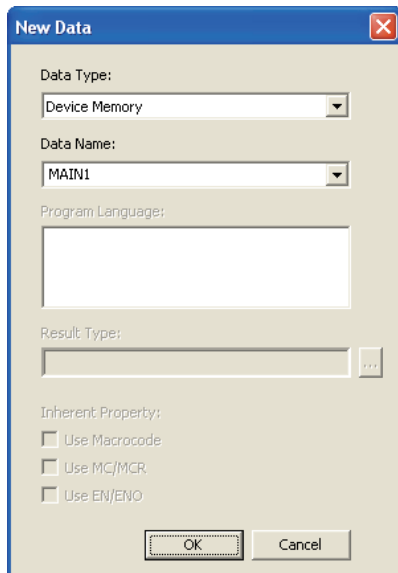 New Data
Data Type:
Device Memory
Data Name:
MAIN1
Program Language:
Result Type:
...
Inherent Property:
Use Macrocode
Use MC/MCR
Use EN/ENO
OK
Cancel